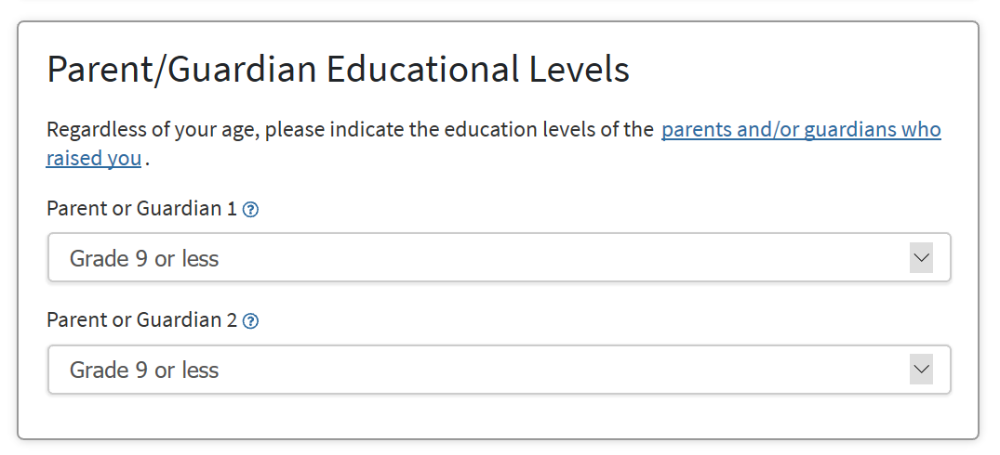 Parent/Guardian Educational Levels
Regardless of your age, please indicate the education levels of the parents and/or guardians who
raised you.
Parent or Guardian 1 ?
Grade 9 or less
Parent or Guardian 2 ?
Grade 9 or less